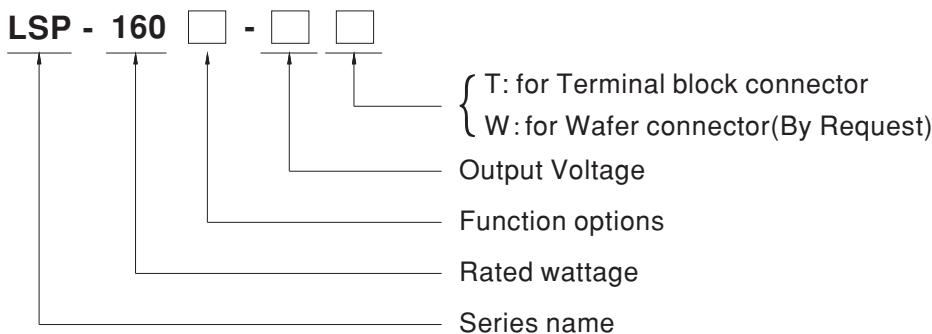 LSP - 160 □ - □ □
T: for Terminal block connector
W: for Wafer connector(By Request)
Output Voltage
Function options
Rated wattage
Series name